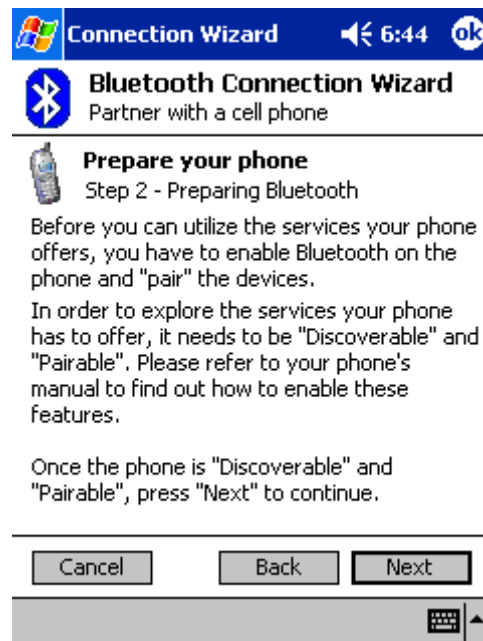 Connection Wizard 6:44 ok
Bluetooth Connection Wizard
Partner with a cell phone
Prepare your phone
Step 2 - Preparing Bluetooth
Before you can utilize the services your phone
offers, you have to enable Bluetooth on the
phone and "pair" the devices.
In order to explore the services your phone
has to offer, it needs to be "Discoverable" and
"Pairable". Please refer to your phone's
manual to find out how to enable these
features.
Once the phone is "Discoverable" and
"Pairable", press "Next" to continue.
Cancel Back Next